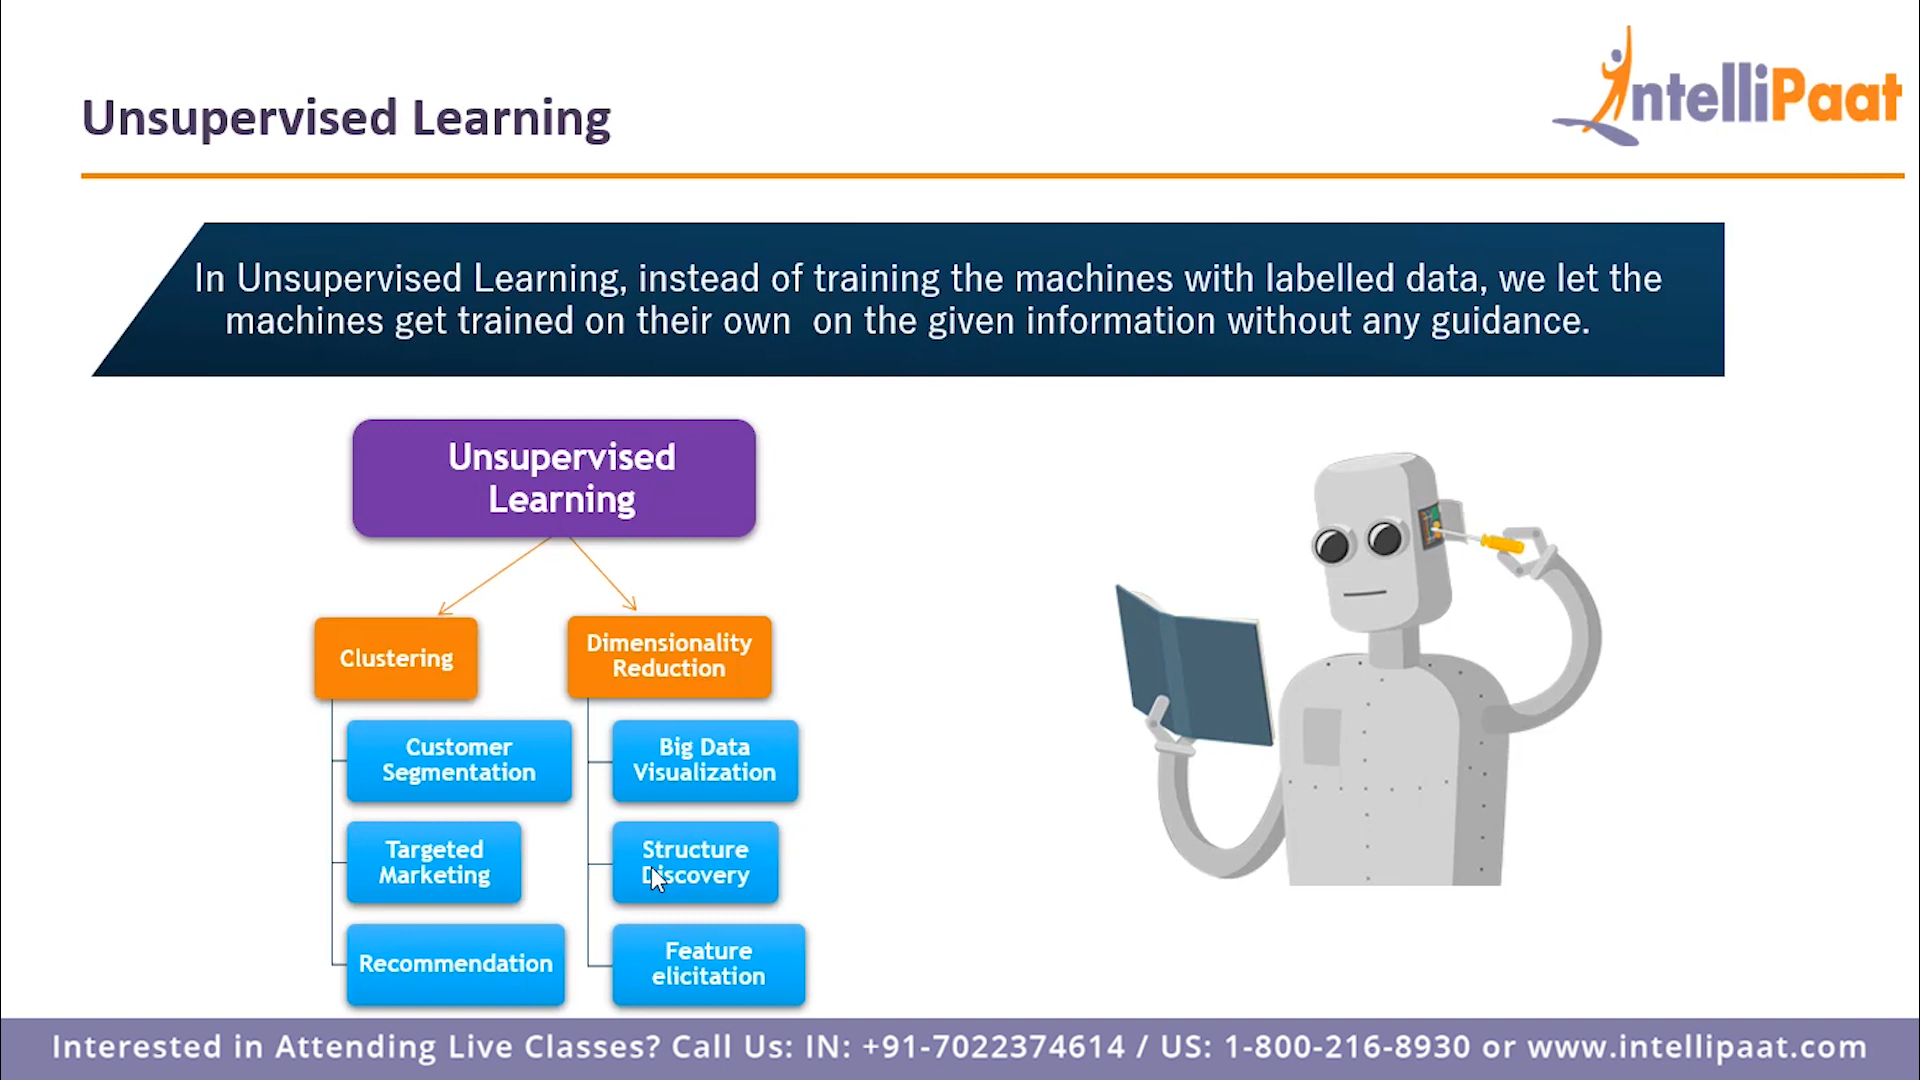 IntelliPaat
Unsupervised Learning
In Unsupervised Learning, instead of training the machines with labelled data, we let the
machines get trained on their own on the given information without any guidance.
Unsupervised
Learning
Clustering
Customer
Segmentation
Targeted
Marketing
Recommendation
Dimensionality
Reduction
Big Data
Visualization
Structure
Discovery
Feature
elicitation
Interested in Attending Live Classes? Call Us: IN: +91-7022374614 / US: 1-800-216-8930 or www.intellipaat.com